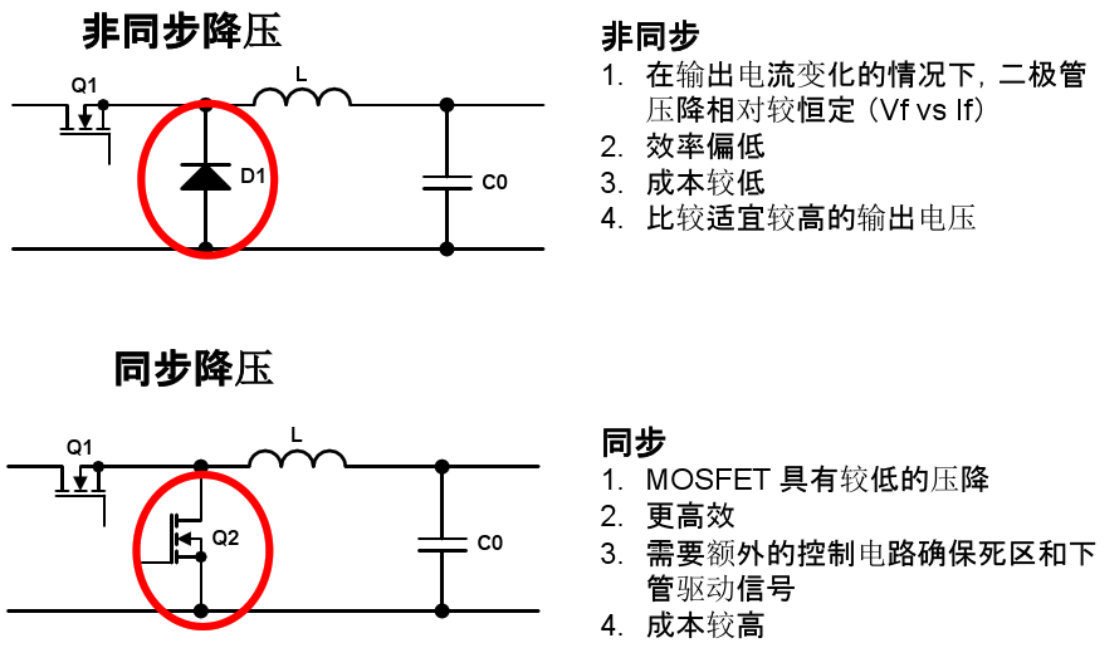 非同步降压
Q1
L
D1
C0
非同步
1. 在输出电流变化的情况下, 二极管
压降相对较恒定 (Vf vs If)
2. 效率偏低
3. 成本较低
4. 比较适宜较高的输出电压
同步降压
Q1
L
Q2
C0
同步
1. MOSFET 具有较低的压降
2. 更高效
3. 需要额外的控制电路确保死区和下
管驱动信号
4. 成本较高